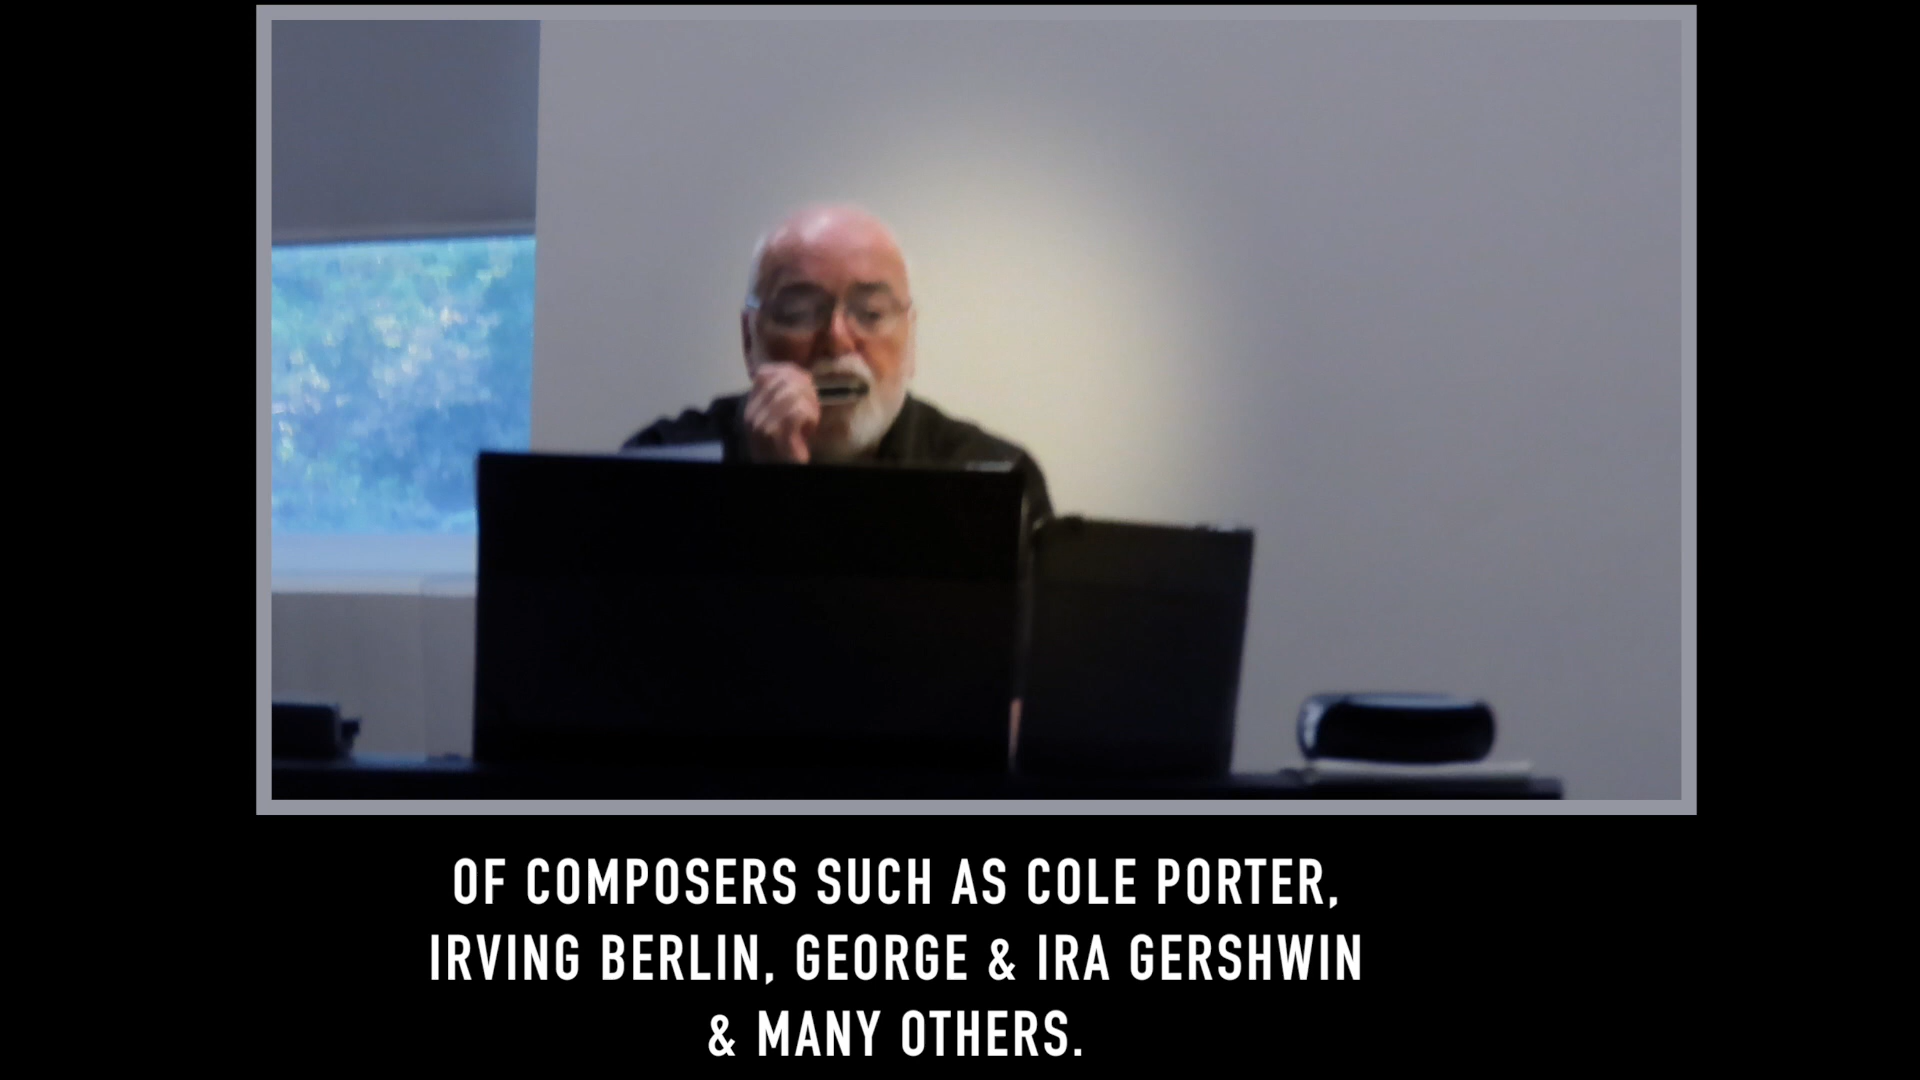 OF COMPOSERS SUCH AS COLE PORTER,
IRVING BERLIN, GEORGE & IRA GERSHWIN
& MANY OTHERS.